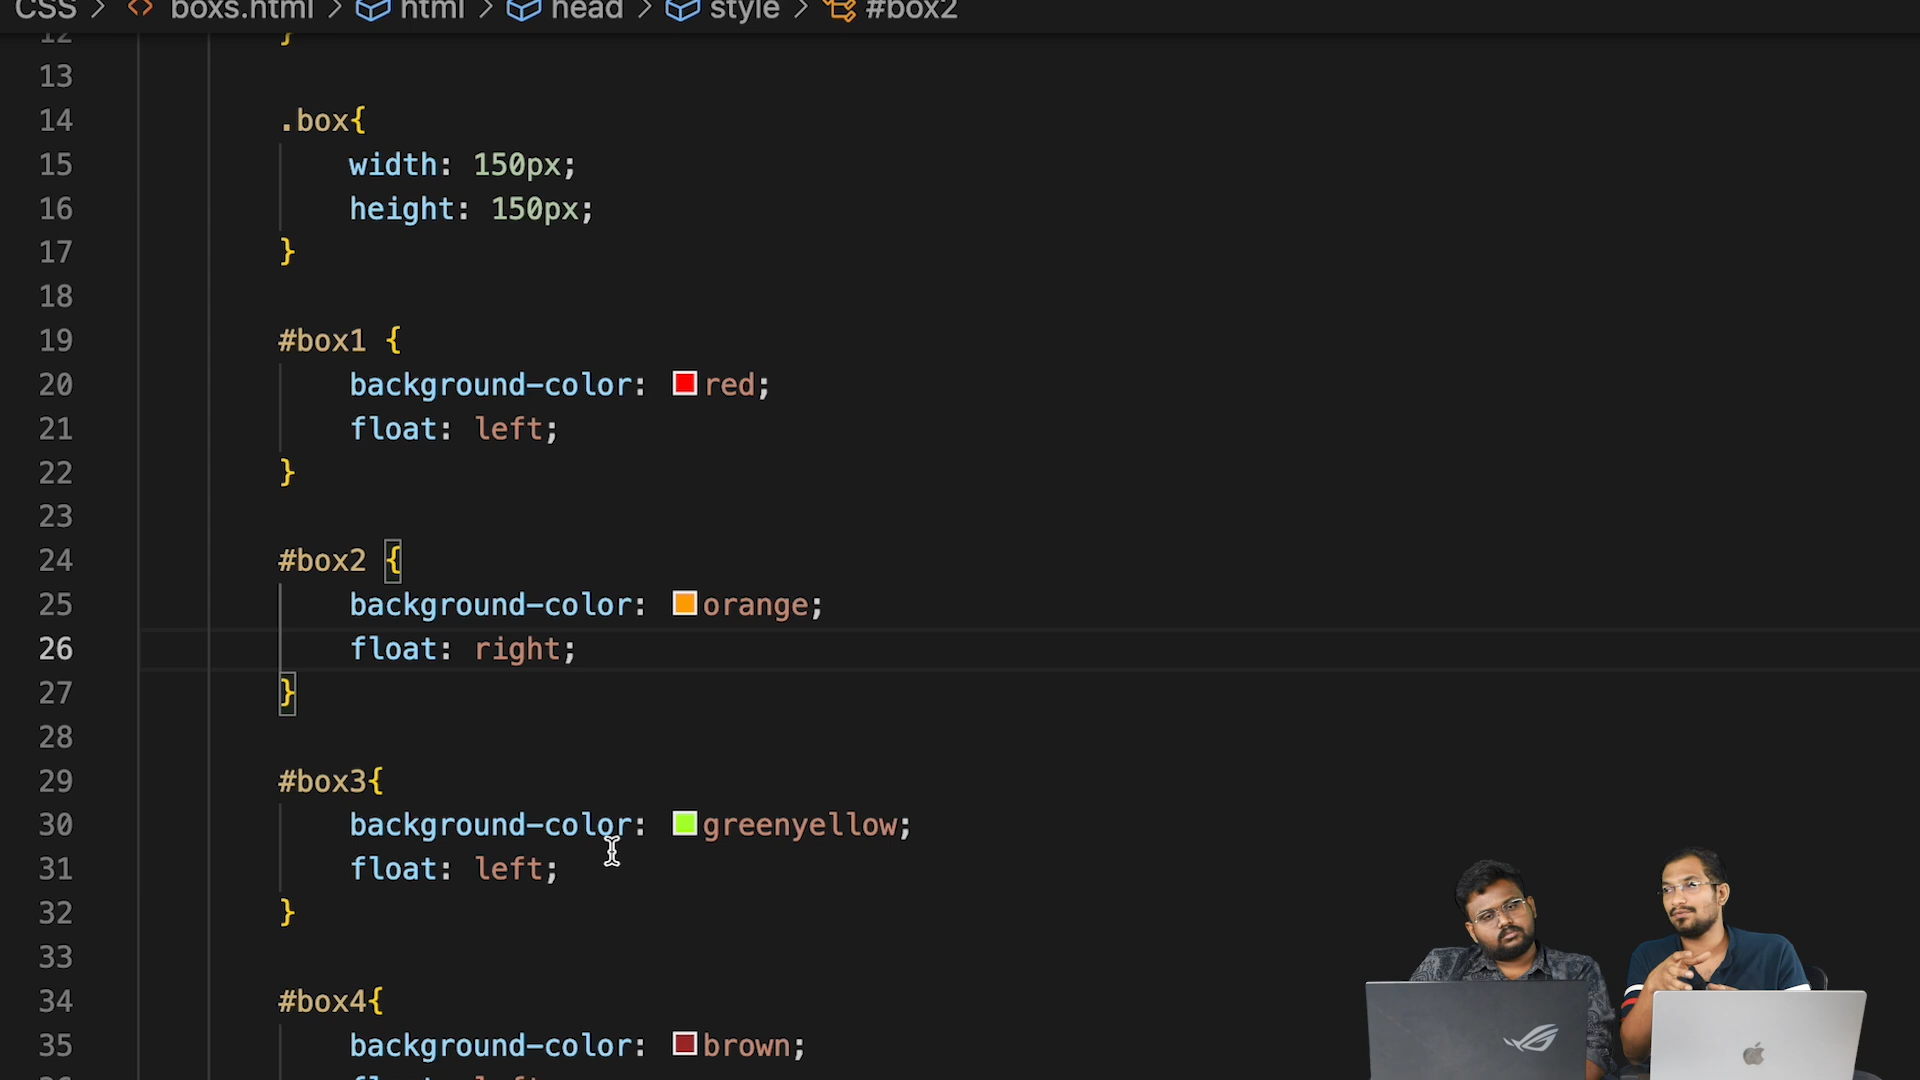 CSS > boxs.html > html > head > style > #box2
12 }
13
14 .box{
15 width: 150px;
16 height: 150px;
17 }
18
19 #box1 {
20 background-color: red;
21 float: left;
22 }
23
24 #box2 {
25 background-color: orange;
26 float: right;
27 }
28
29 #box3{
30 background-color: greenyellow;
31 float: left;
32 }
33
34 #box4{
35 background-color: brown;